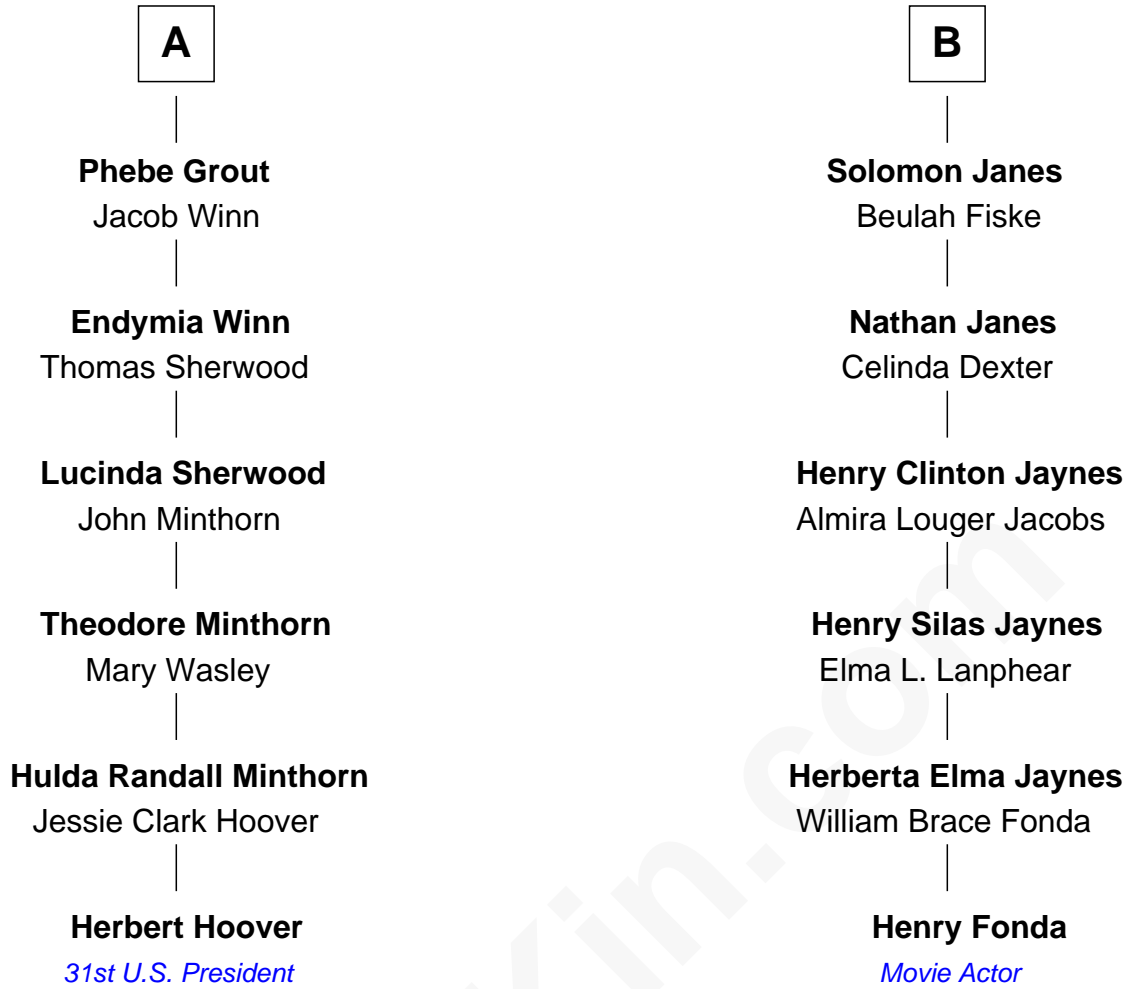 A
Phebe Grout
Jacob Winn
Endymia Winn
Thomas Sherwood
Lucinda Sherwood
John Minthorn
Theodore Minthorn
Mary Wasley
Hulda Randall Minthorn
Jessie Clark Hoover
Herbert Hoover
31st U.S. President
B
Solomon Janes
Beulah Fiske
Nathan Janes
Celinda Dexter
Henry Clinton Jaynes
Almira Louger Jacobs
Henry Silas Jaynes
Elma L. Lanphear
Herberta Elma Jaynes
William Brace Fonda
Henry Fonda
Movie Actor
Kin.com